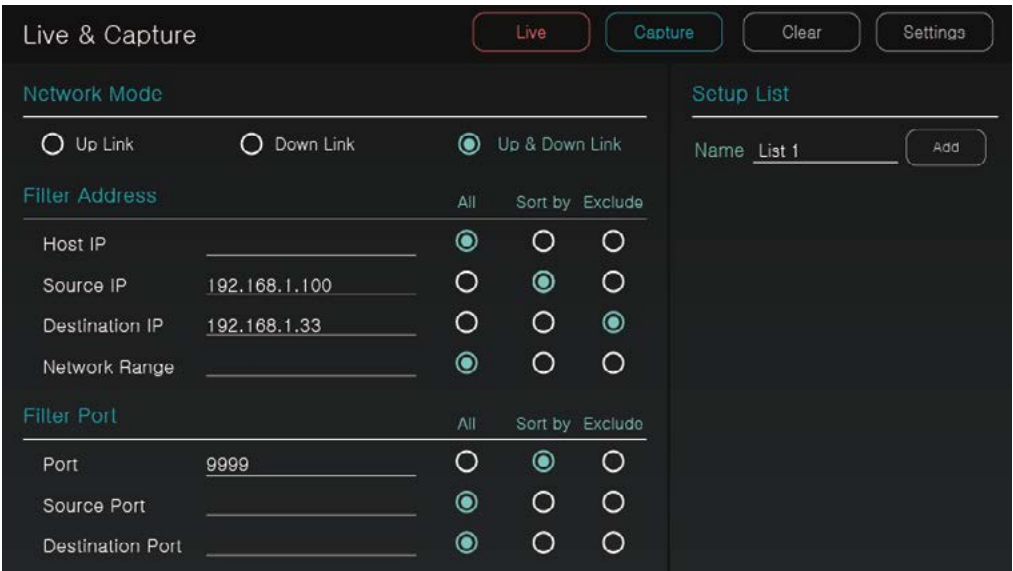 Live & Capture Live Capture Clear Settings
Network Mode
Up Link Down Link Up & Down Link
Filter Address All Sort by Exclude
Host IP
Source IP 192.168.1.100
Destination IP 192.168.1.33
Network Range
Filter Port All Sort by Exclude
Port 9999
Source Port
Destination Port
Setup List
Name List 1 Add